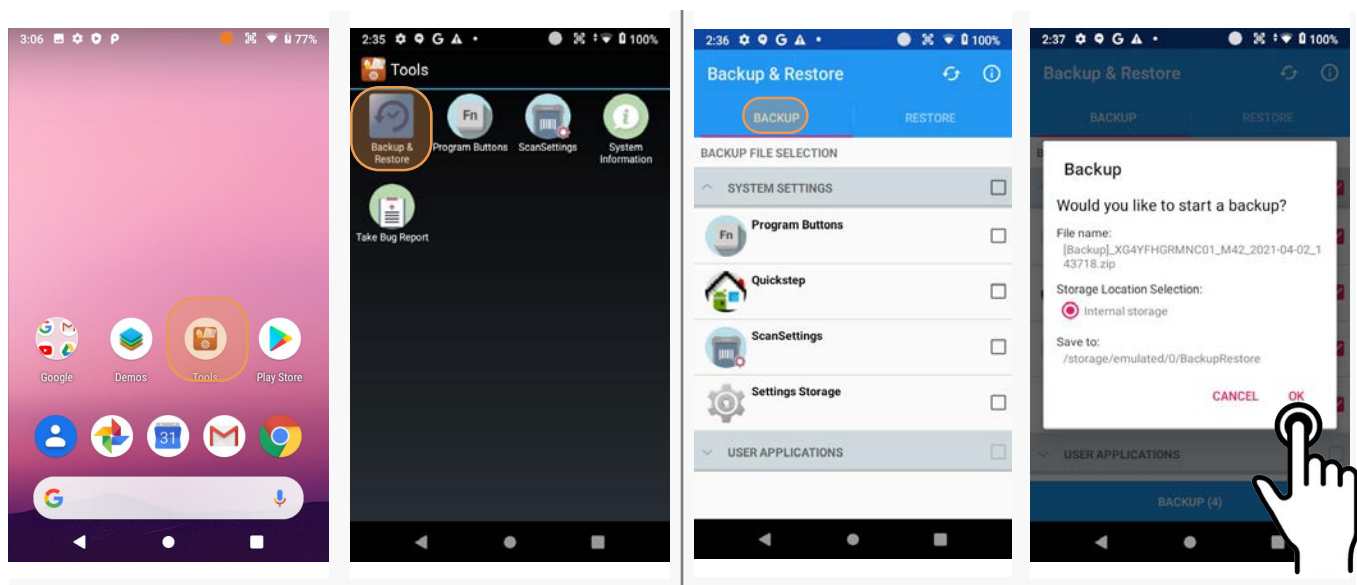 3:06
77%
Google
Demos
Tools
Play Store
31
G
2:35
G
100%
Tools
Backup &
Restore
Fn
Program Buttons
ScanSettings
System
Information
Take Bug Report
2:36
G
100%
Backup & Restore
BACKUP
RESTORE
BACKUP FILE SELECTION
SYSTEM SETTINGS
Fn
Program Buttons
Quickstep
ScanSettings
Settings Storage
USER APPLICATIONS
2:37
G
100%
Backup & Restore
BACKUP
RESTORE
Backup
Would you like to start a backup?
File name:
[Backup]_XG4YFHGRMNC01_M42_2021-04-02_1
43718.zip
Storage Location Selection:
Internal storage
Save to:
/storage/emulated/0/BackupRestore
CANCEL
OK
USER APPLICATIONS
BACKUP (4)